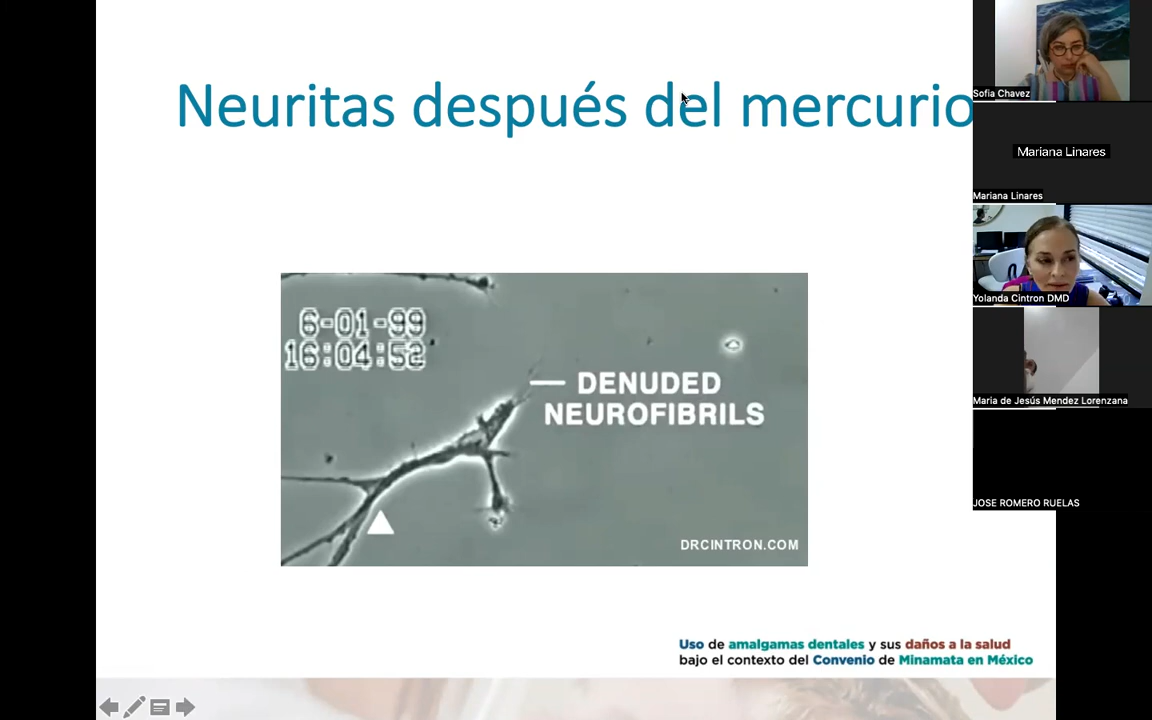 Neuritas después del mercurio
6-01-99
16:04:52
DENUDED
NEUROFIBRILS
DRCINTRON.COM
Uso de amalgamas dentales y sus daños a la salud
bajo el contexto del Convenio de Minamata en México
Sofia Chavez
Mariana Linares
Mariana Linares
Yolanda Cintron DMD
Maria de Jesús Mendez Lorenzana
JOSE ROMERO RUELAS